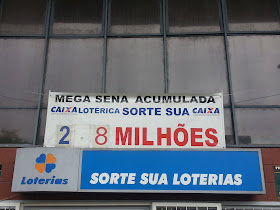 MEGA SENA ACUMULADA
CAIXA LOTERICA SORTE SUA CAIXA
2 8 MILHÕES
Loterias SORTE SUA LOTERIAS